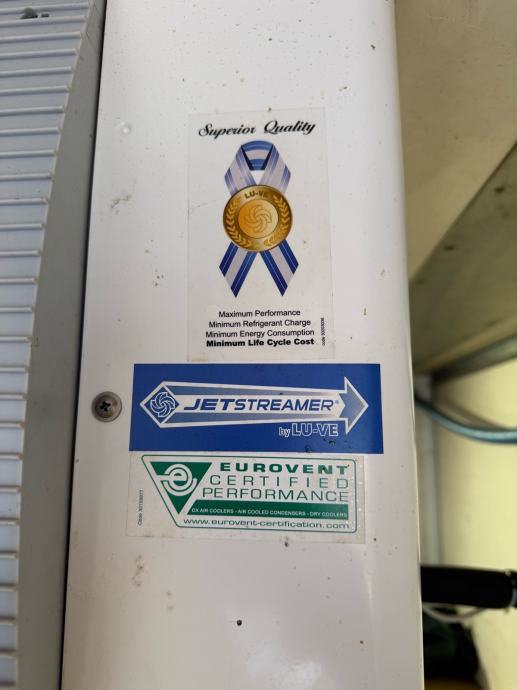 Superior Quality
LU-VE
Maximum Performance
Minimum Refrigerant Charge
Minimum Energy Consumption
Minimum Life Cycle Cost
JETSTREAMER®
by LU-VE
EUROVENT
CERTIFIED
PERFORMANCE
DX AIR COOLERS - AIR COOLED CONDENSERS - DRY COOLERS
www.eurovent-certification.com